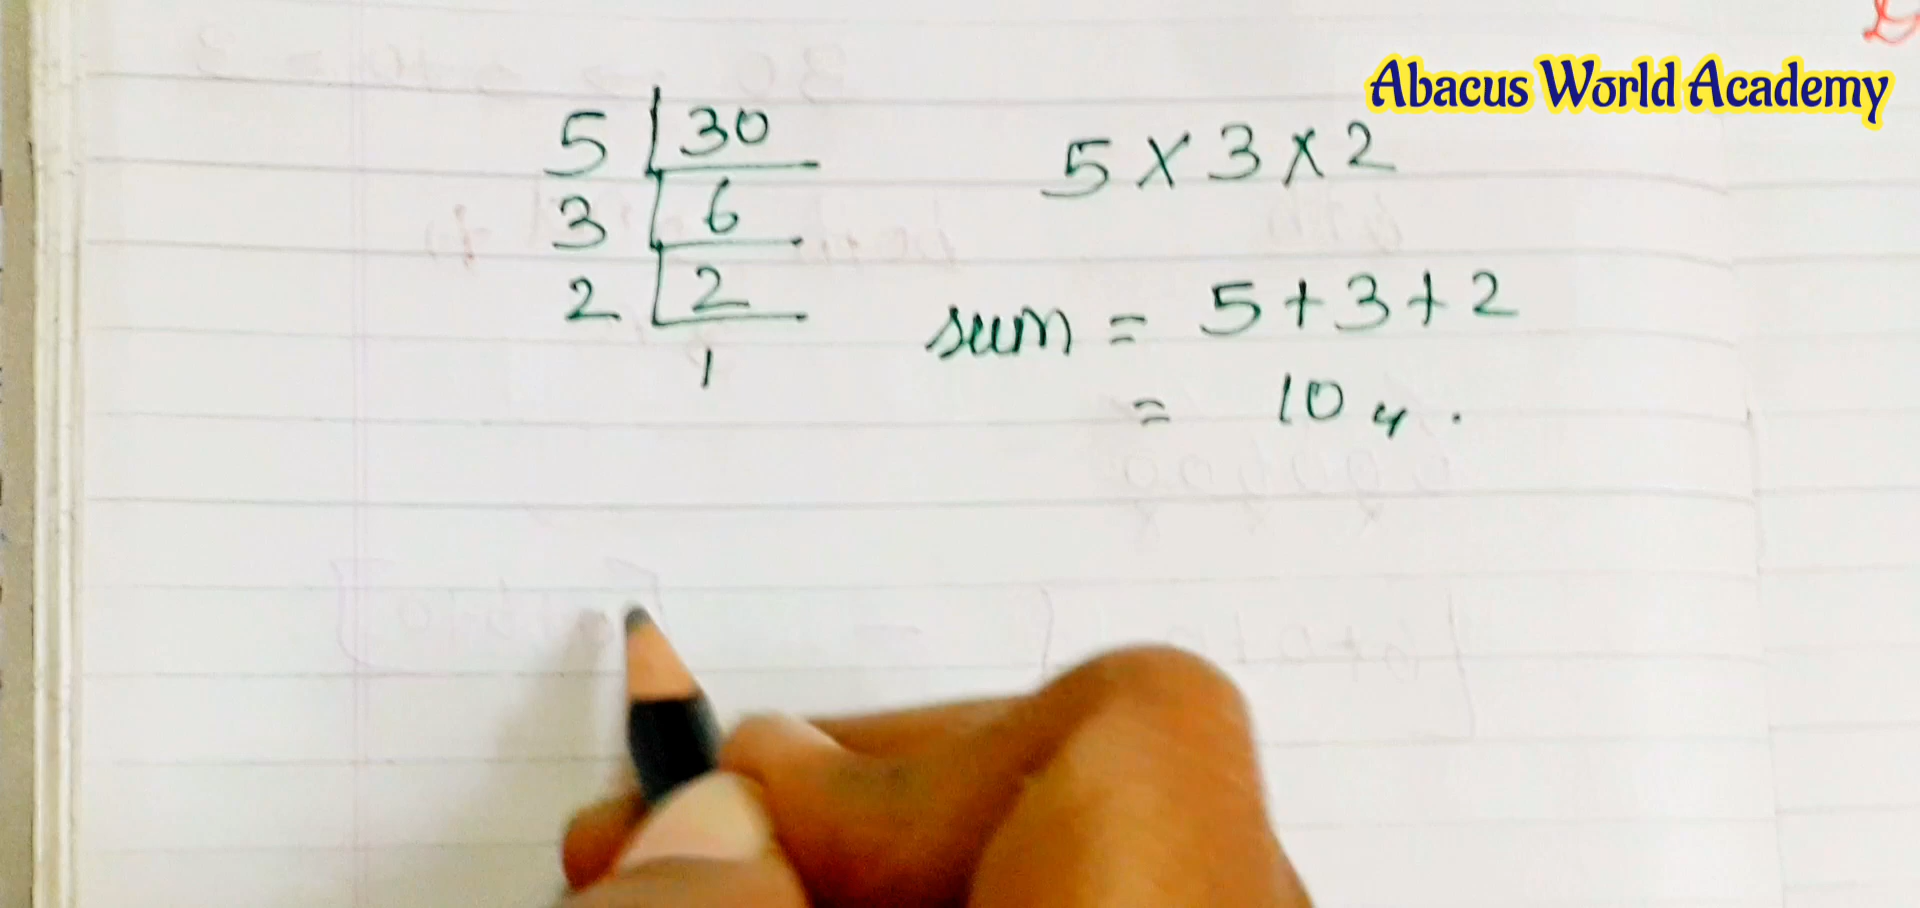 Abacus World Academy
5 | 30
3 | 6
2 | 2
1
5 × 3 × 2
sum = 5 + 3 + 2
= 10 .